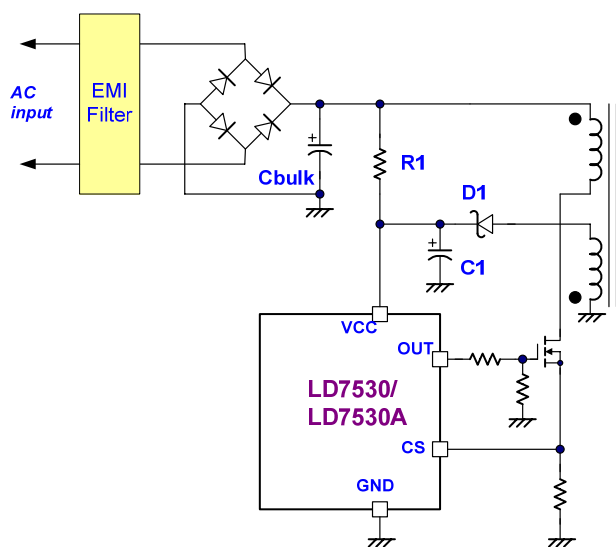 AC
input
EMI
Filter
+
Cbulk
R1
D1
+
C1
VCC
OUT
LD7530/
LD7530A
CS
GND